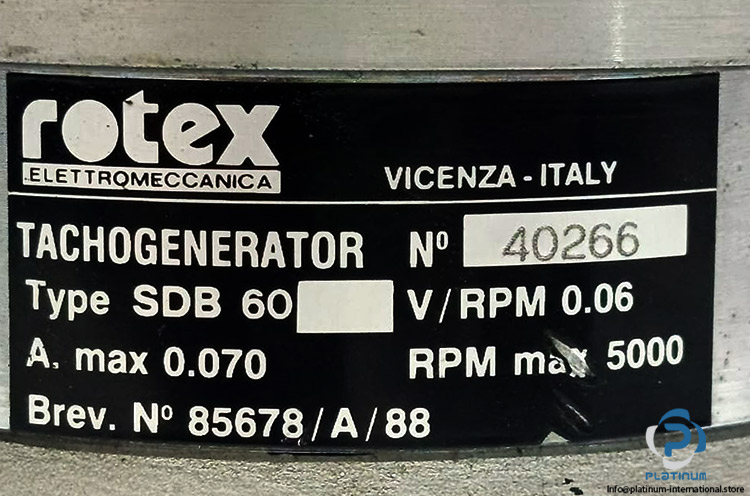 rotex
ELETTROMECCANICA
VICENZA - ITALY
TACHOGENERATOR Nº 40266
Type SDB 60 V/RPM 0.06
A. max 0.070 RPM max 5000
Brev. Nº 85678/A/88
PLATINUM
info@platinum-international.store